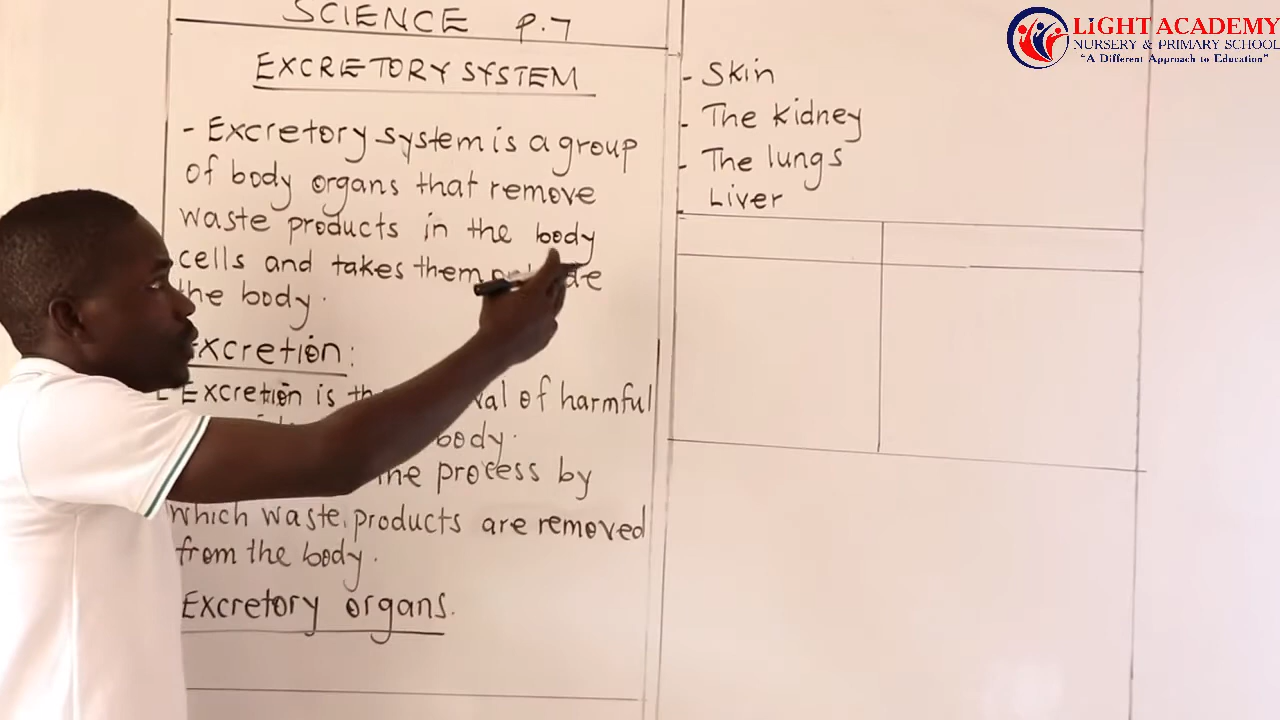 SCIENCE P.7
EXCRETORY SYSTEM
- Excretory system is a group
of body organs that remove
waste products in the body
cells and takes them
the body.
Excretion:
Excretion is of harmful
body.
the process by
which waste products are removed
from the body.
Excretory organs.
- Skin
- The kidney
- The lungs
Liver
LIGHT ACADEMY
NURSERY & PRIMARY SCHOOL
"A Different Approach to Education"